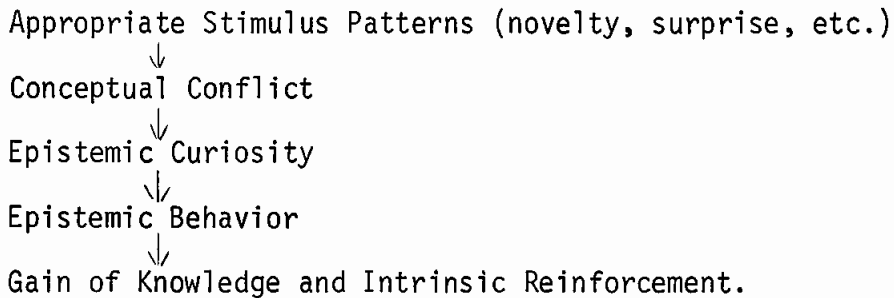 Appropriate Stimulus Patterns (novelty, surprise, etc.)
Conceptual Conflict
Epistemic Curiosity
Epistemic Behavior
Gain of Knowledge and Intrinsic Reinforcement.